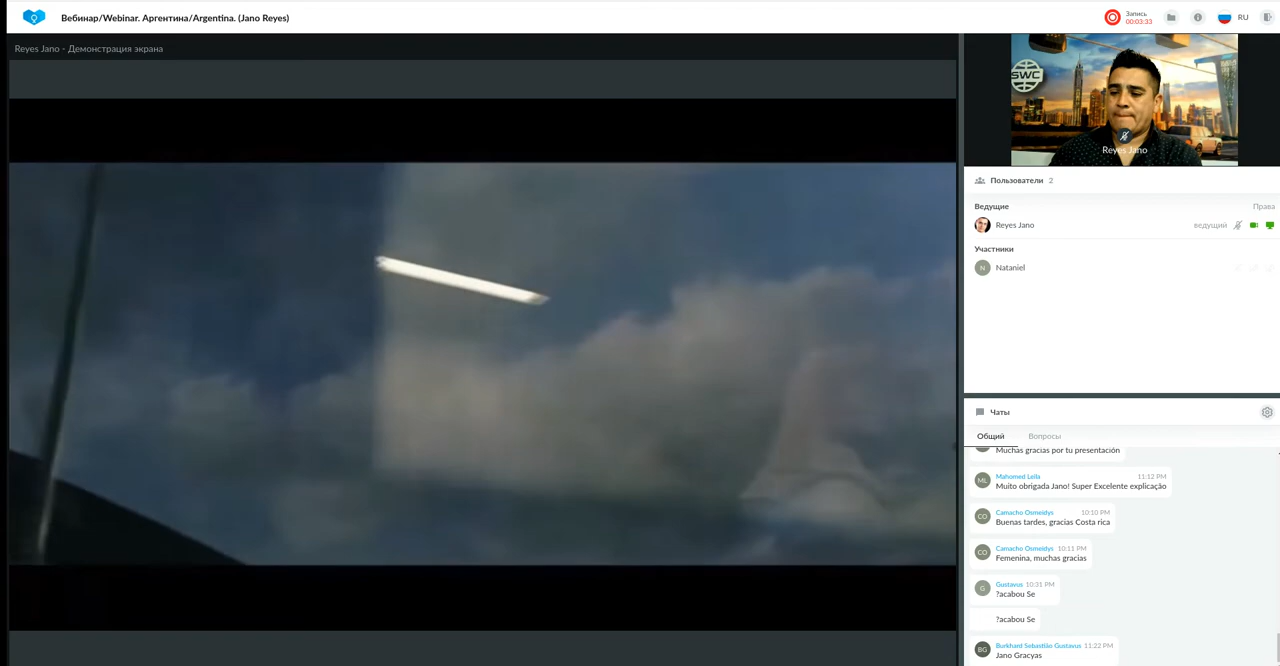 Вебинар/Webinar. Аргентина/Argentina. (Jano Reyes)
Запись
00:03:33
RU
Reyes Jano - Демонстрация экрана
SWC
Reyes Jano
Пользователи 2
Ведущие Права
Reyes Jano ведущий
Участники
N Nataniel
Чаты
Общий Вопросы
Muchas gracias por tu presentación
ML Mahomed Leila 11:12 PM
Muito obrigada Jano! Super Excelente explicação
CO Camacho Osmeidys 10:10 PM
Buenas tardes, gracias Costa rica
CO Camacho Osmeidys 10:11 PM
Femenina, muchas gracias
G Gustavus 10:31 PM
?acabou Se
?acabou Se
BG Burkhard Sebastião Gustavus 11:22 PM
Jano Gracyas